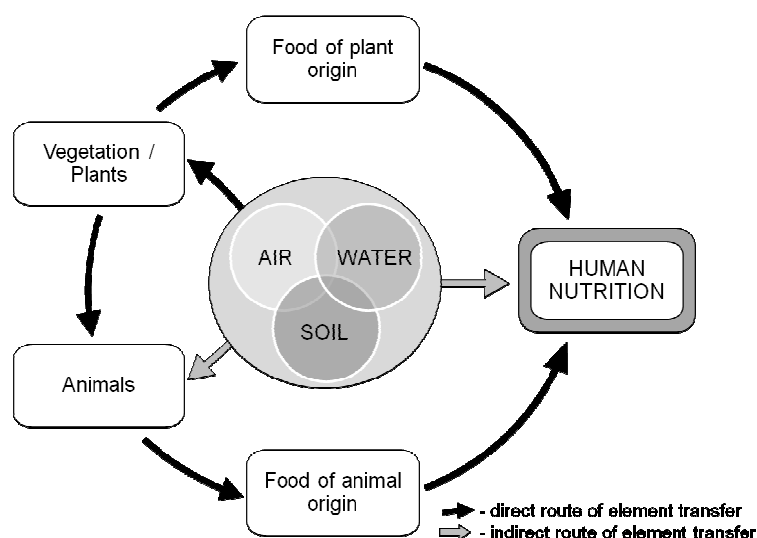 Food of plant
origin
Vegetation /
Plants
AIR
WATER
SOIL
HUMAN
NUTRITION
Animals
Food of animal
origin
- direct route of element transfer
- indirect route of element transfer